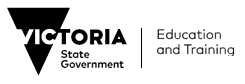 VICTORIA
State
Government
Education
and Training